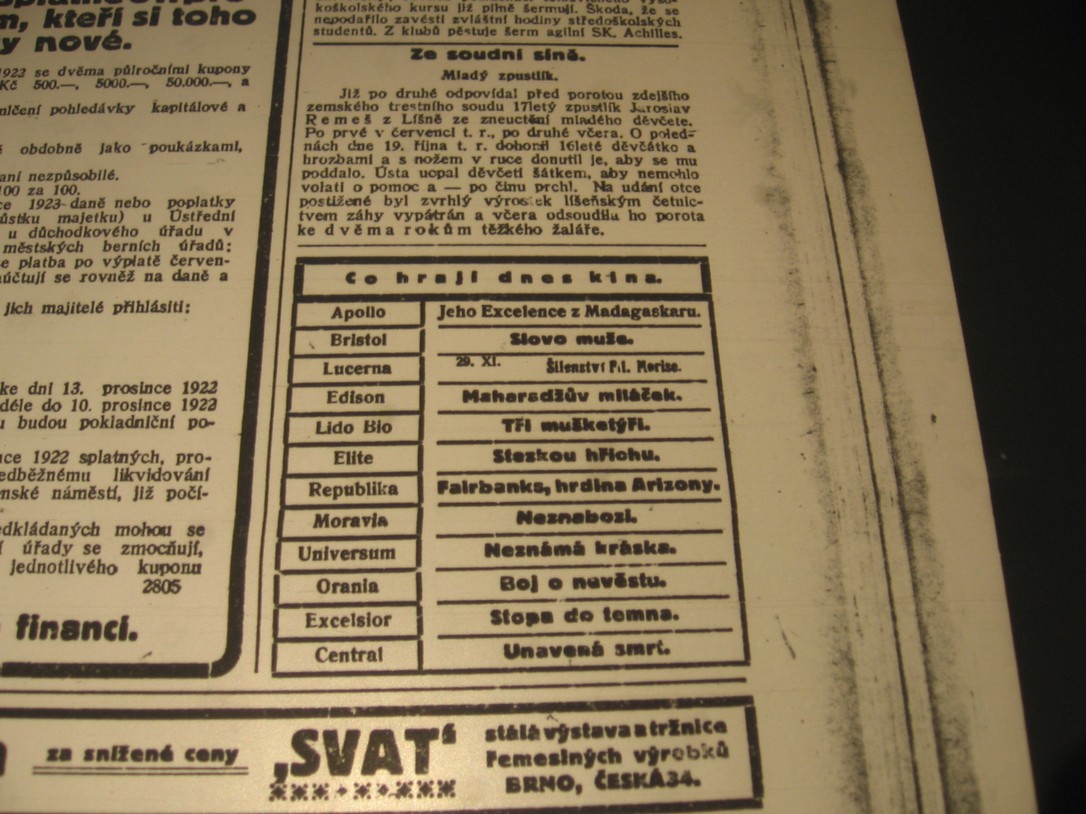 kteří si toho
nové.
1922 se dvěma půlročními kupony
Kč 500.—, 5000.—, 50.000.—, a
pohledávky kapitálové a
obdobně jako poukázkami,
nezpůsobilé.
100 za 100.
1923 daně nebo poplatky
majetku) u Ústřední
u důchodkového úřadu v
městských berních úřadů:
platba po výplatě červen-
účtují se rovněž na daně a
jich majitelé přihlásiti:
ke dni 13. prosince 1922
déle do 10. prosince 1922
budou pokladniční po-
1922 splatných, pro-
likvidování
náměstí, již počí-
mohou se
úřady se zmocňují,
jednotlivého kuponu
2805
financí.
koškolského kursu již pilně šermují. Škoda, že se
nepodařilo zavésti zvláštní hodiny středoškolských
studentů. Z klubů pěstuje šerm agilní SK. Achilles.
Ze soudní síně.
Mladý zpustlík.
Již po druhé odpovídal před porotou zdejšího
zemského trestního soudu 17letý zpustlík Jaroslav
Remeš z Líšně ze zneuctění mladého děvčete.
Po prvé v červenci t. r., po druhé včera. O poled-
nách dne 19. října t. r. dohonil 16leté děvčátko a
hrozbami a s nožem v ruce donutil je, aby se mu
poddalo. Ústa ucpal děvčeti šátkem, aby nemohlo
volati o pomoc a — po činu prchl. Na udání otce
postižené byl zvrhlý výrostek líšeňským četnic-
tvem záhy vypátrán a včera odsoudila ho porota
ke dvěma rokům těžkého žaláře.
Co hrají dnes kina.
Apollo Jeho Excelence z Madagaskaru.
Bristol Slovo muže.
Lucerna 29. XI. Šílenství P. L. Morise.
Edison Maharadžův miláček.
Lido Bio Tři mušketýři.
Elite Stezkou hříchu.
Republika Fairbanks, hrdina Arizony.
Moravia Neznabozi.
Universum Neznámá kráska.
Orania Boj o nevěstu.
Excelsior Stopa do temna.
Central Unavená smrt.
za snížené ceny
„SVAT“
stálá výstava a tržnice
řemeslných výrobků
BRNO, ČESKÁ 34.